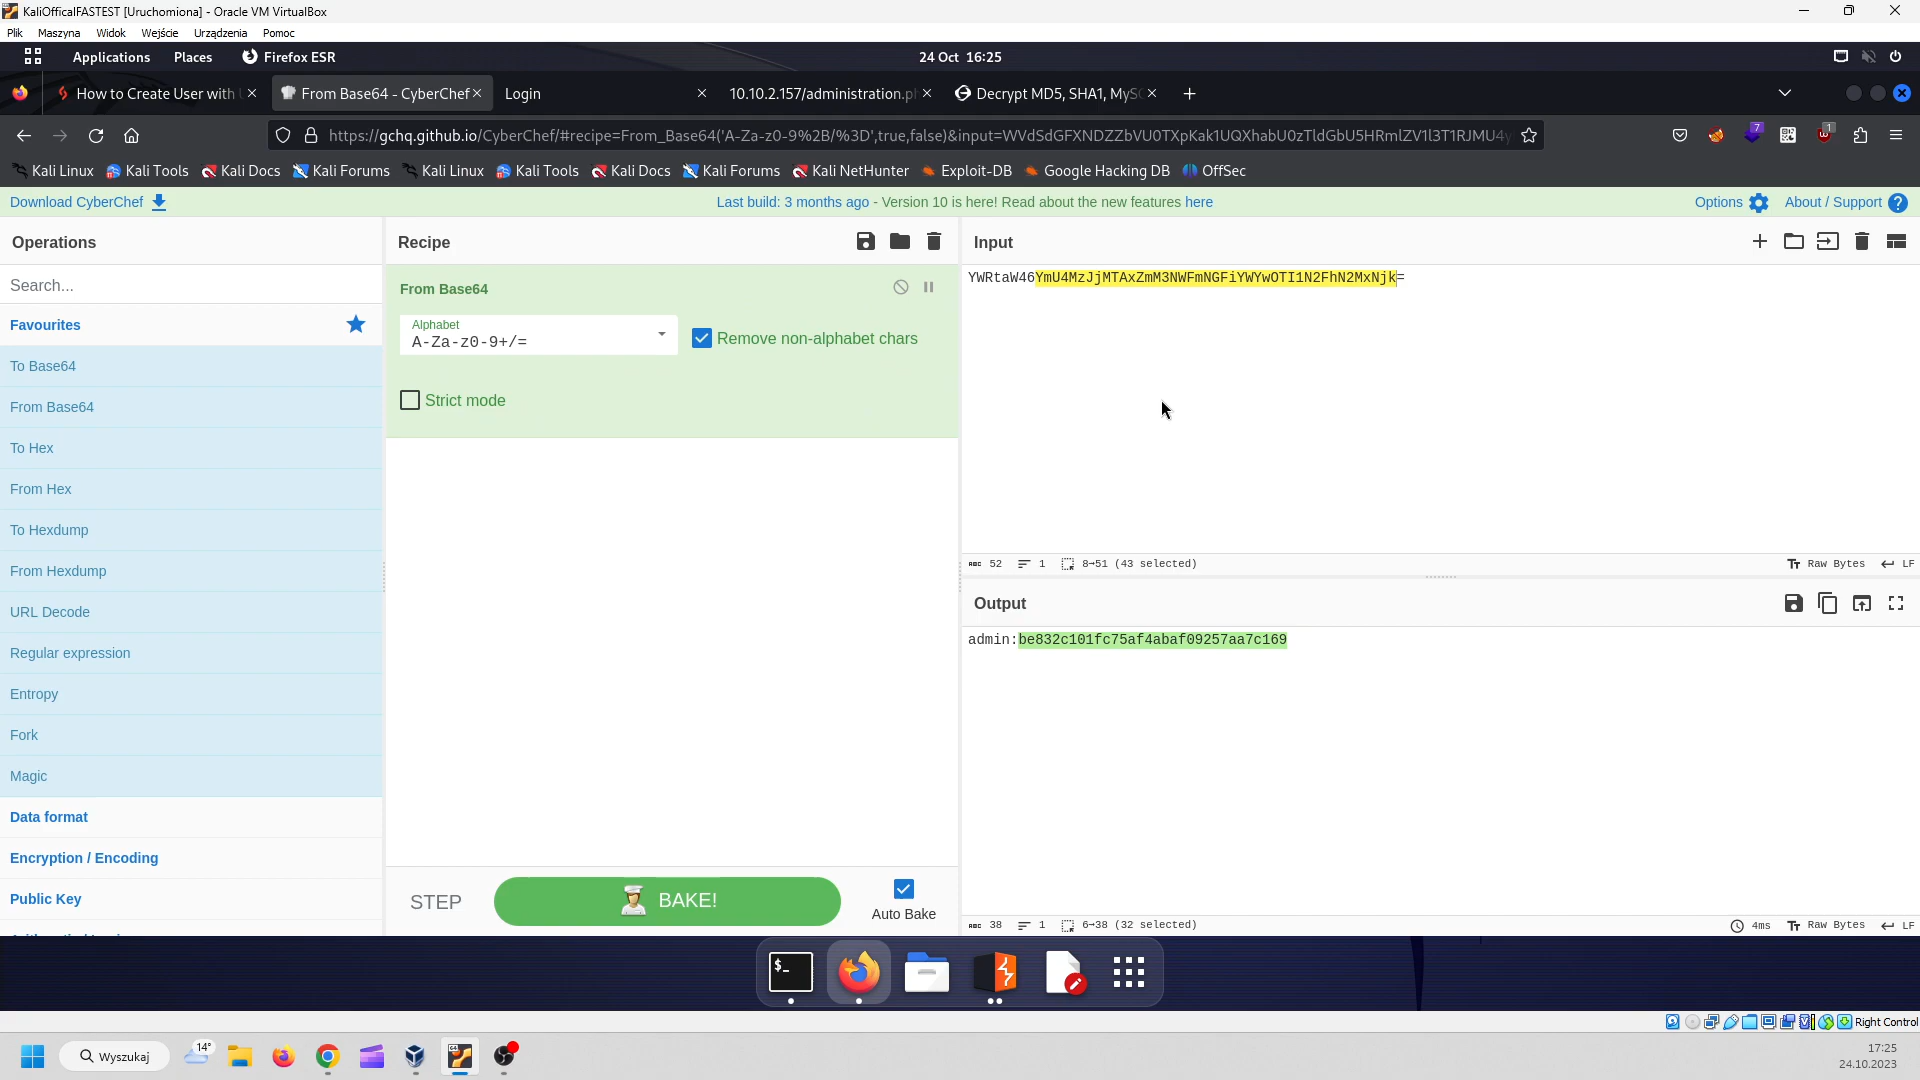 KaliOfficalFASTEST [Uruchomiona] - Oracle VM VirtualBox
Plik Maszyna Widok Wejście Urządzenia Pomoc
Applications Places Firefox ESR 24 Oct 16:25
How to Create User with From Base64 - CyberChef Login 10.10.2.157/administration.p Decrypt MD5, SHA1, MyS
https://gchq.github.io/CyberChef/#recipe=From_Base64('A-Za-z0-9%2B/%3D',true,false)&input=WVdSdGFXNDZZbVU0TXpKak1UQXhabU0zTldGbU5HRmlZV1l3T1RJMU4y
Kali Linux Kali Tools Kali Docs Kali Forums Kali Linux Kali Tools Kali Docs Kali Forums Kali NetHunter Exploit-DB Google Hacking DB OffSec
Download CyberChef Last build: 3 months ago - Version 10 is here! Read about the new features here Options About / Support
Operations Recipe Input
Search...
Favourites
To Base64
From Base64
To Hex
From Hex
To Hexdump
From Hexdump
URL Decode
Regular expression
Entropy
Fork
Magic
Data format
Encryption / Encoding
Public Key
From Base64
Alphabet
A-Za-z0-9+/=
Remove non-alphabet chars
Strict mode
STEP BAKE! Auto Bake
YWRtaW46YmU4MzJjMTAxZmM3NWFmNGFiYWYwOTI1N2FhN2MxNjk=
52 1 8→51 (43 selected) Raw Bytes LF
Output
admin:be832c101fc75af4abaf09257aa7c169
38 1 6→38 (32 selected) 4ms Raw Bytes LF
Right Control
14° Wyszukaj 17:25
24.10.2023